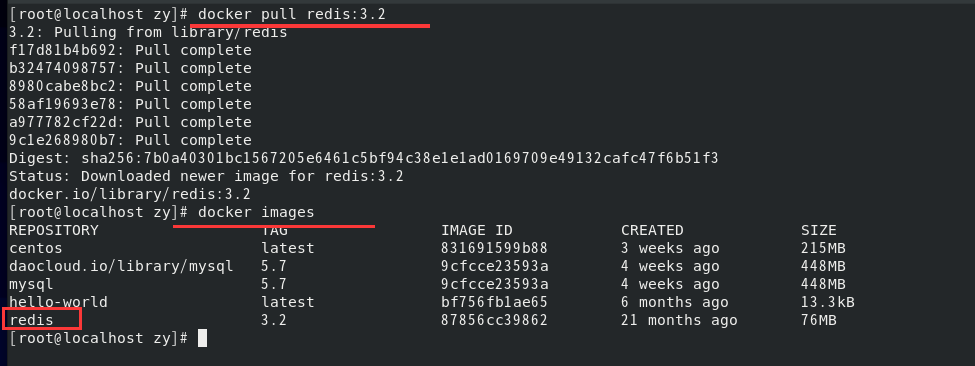 [root@localhost zy]# docker pull redis:3.2
3.2: Pulling from library/redis
f17d81b4b692: Pull complete
b32474098757: Pull complete
8980cabe8bc2: Pull complete
58af19693e78: Pull complete
a977782cf22d: Pull complete
9c1e268980b7: Pull complete
Digest: sha256:7b0a40301bc1567205e6461c5bf94c38e1e1ad0169709e49132cafc47f6b51f3
Status: Downloaded newer image for redis:3.2
docker.io/library/redis:3.2
[root@localhost zy]# docker images
REPOSITORY TAG IMAGE ID CREATED SIZE
centos latest 831691599b88 3 weeks ago 215MB
daocloud.io/library/mysql 5.7 9cfcce23593a 4 weeks ago 448MB
mysql 5.7 9cfcce23593a 4 weeks ago 448MB
hello-world latest bf756fb1ae65 6 months ago 13.3kB
redis 3.2 87856cc39862 21 months ago 76MB
[root@localhost zy]#